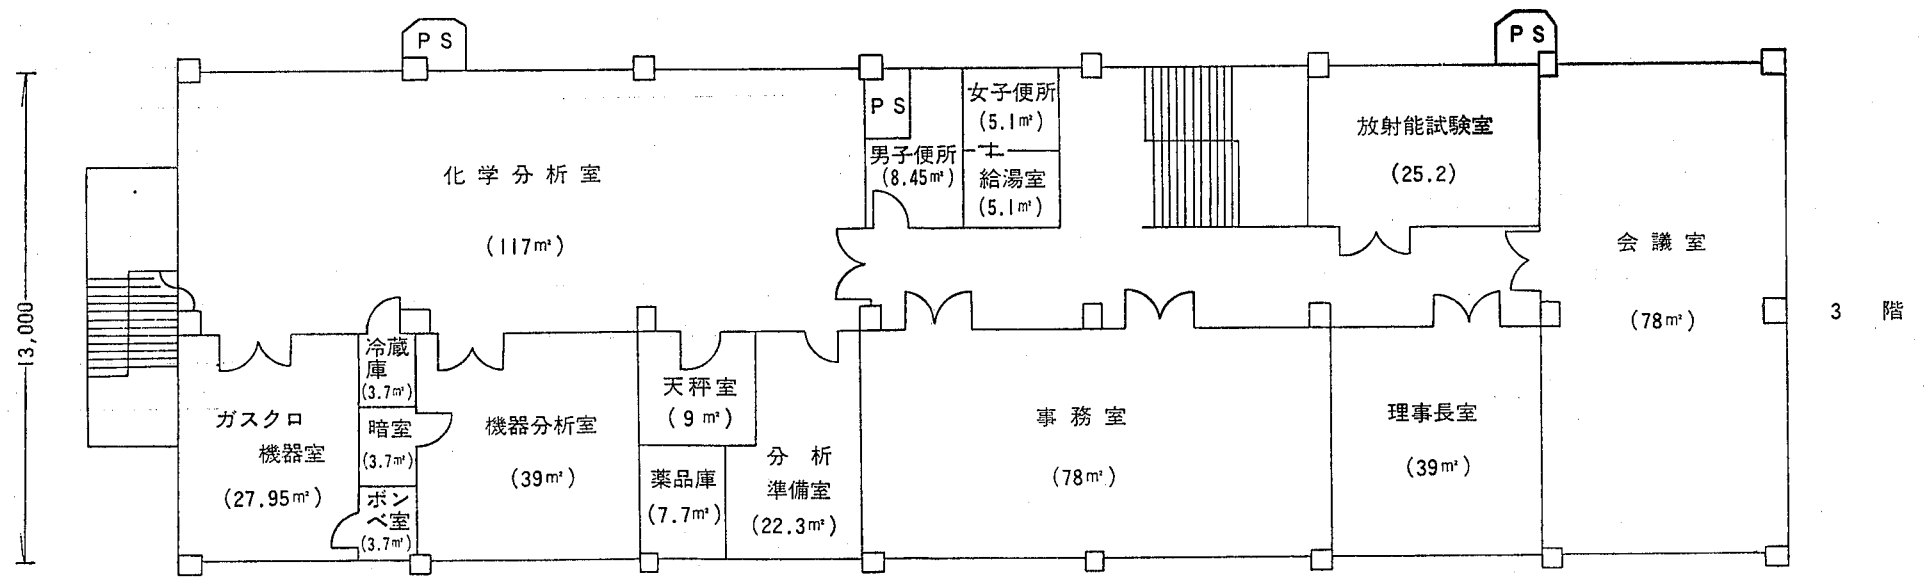 PS
PS
13,000
化学分析室
(117㎡)
PS
男子便所
(8.45㎡)
女子便所
(5.1㎡)
給湯室
(5.1㎡)
放射能試験室
(25.2)
会議室
(78㎡)
3階
ガスクロ
機器室
(27.95㎡)
冷蔵
庫
(3.7㎡)
暗室
(3.7㎡)
ボン
ベ室
(3.7㎡)
機器分析室
(39㎡)
天秤室
(9㎡)
薬品庫
(7.7㎡)
分析
準備室
(22.3㎡)
事務室
(78㎡)
理事長室
(39㎡)